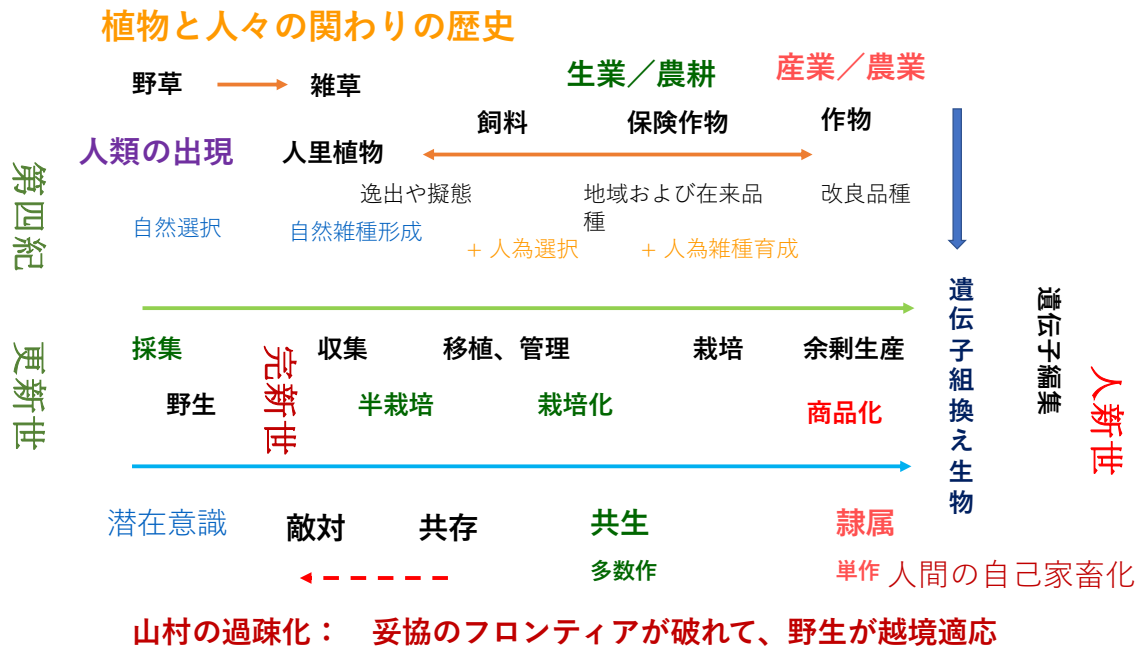 植物と人々の関わりの歴史
野草
雑草
生業／農耕
産業／農業
飼料
保険作物
作物
人類の出現
人里植物
逸出や擬態
地域および在来品
種
改良品種
自然選択
自然雑種形成
+ 人為選択
+ 人為雑種育成
第四紀
更新世
採集
収集
移植、管理
栽培
余剰生産
野生
完新世
半栽培
栽培化
商品化
遺伝子組換え生物
遺伝子編集
人新世
潜在意識
敵対
共存
共生
隷属
多数作
単作
人間の自己家畜化
山村の過疎化：　妥協のフロンティアが破れて、野生が越境適応